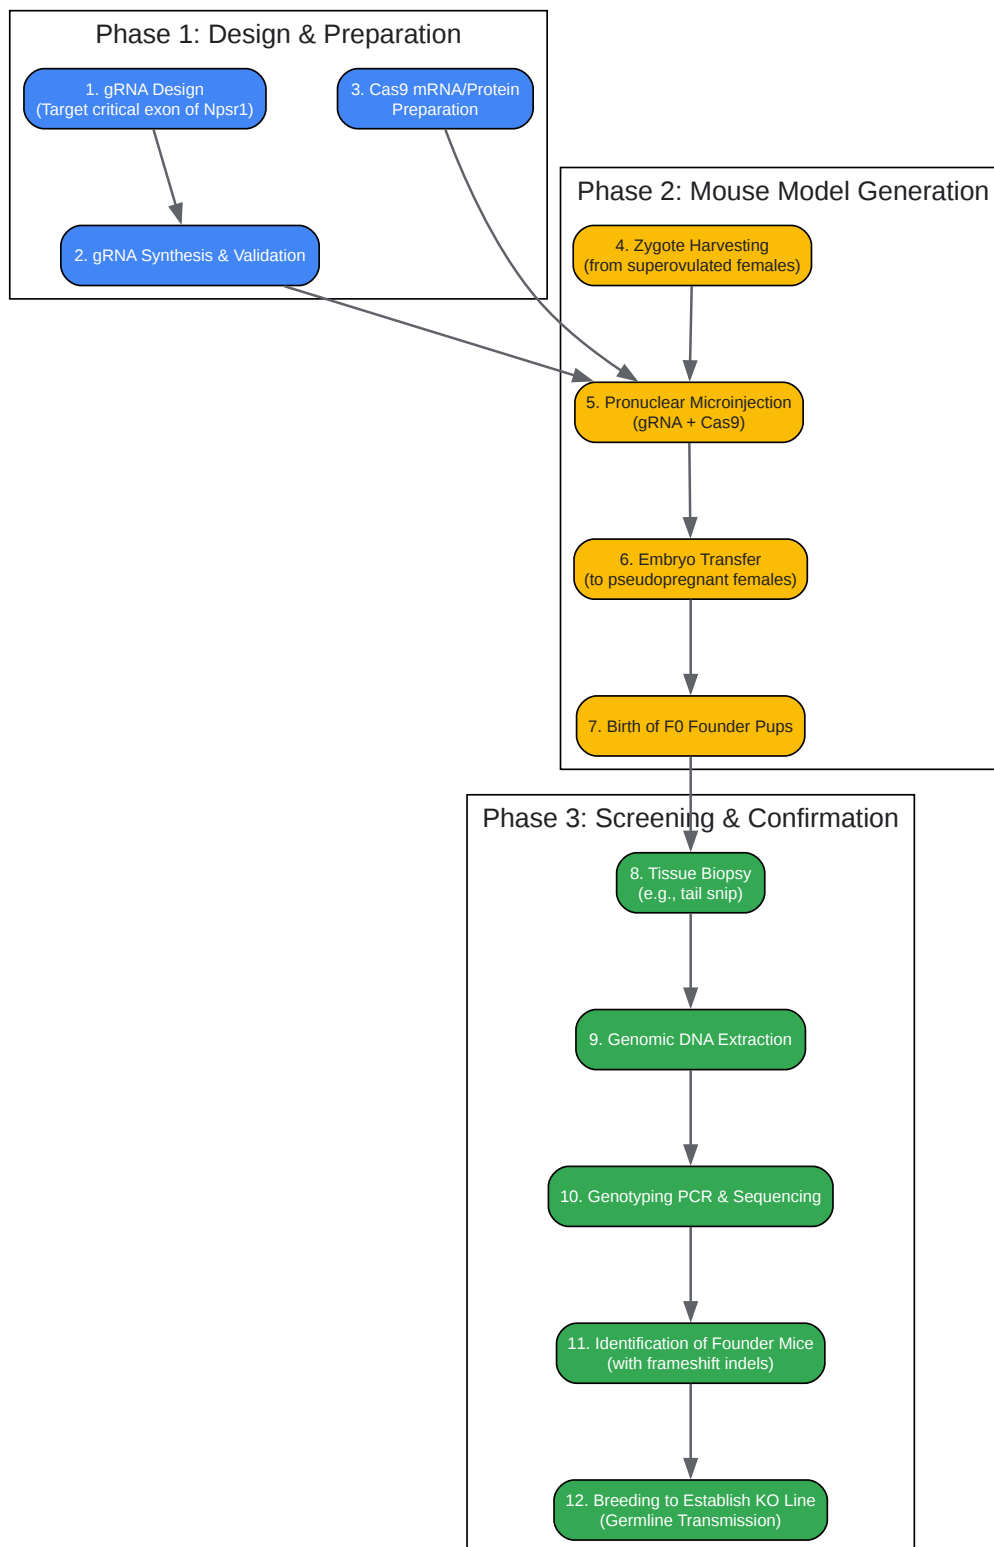 Phase 1: Design & Preparation
1. gRNA Design
(Target critical exon of Npsr1)
3. Cas9 mRNA/Protein
Preparation
2. gRNA Synthesis & Validation
Phase 2: Mouse Model Generation
4. Zygote Harvesting
(from superovulated females)
5. Pronuclear Microinjection
(gRNA + Cas9)
6. Embryo Transfer
(to pseudopregnant females)
7. Birth of F0 Founder Pups
Phase 3: Screening & Confirmation
8. Tissue Biopsy
(e.g., tail snip)
9. Genomic DNA Extraction
10. Genotyping PCR & Sequencing
11. Identification of Founder Mice
(with frameshift indels)
12. Breeding to Establish KO Line
(Germline Transmission)